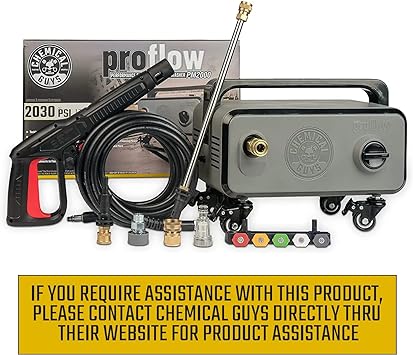 CHEMICAL
GUYS
proflow
PM2000
2030 PSI
proflow
CHEMICAL
GUYS
IF YOU REQUIRE ASSISTANCE WITH THIS PRODUCT,
PLEASE CONTACT CHEMICAL GUYS DIRECTLY THRU
THEIR WEBSITE FOR PRODUCT ASSISTANCE